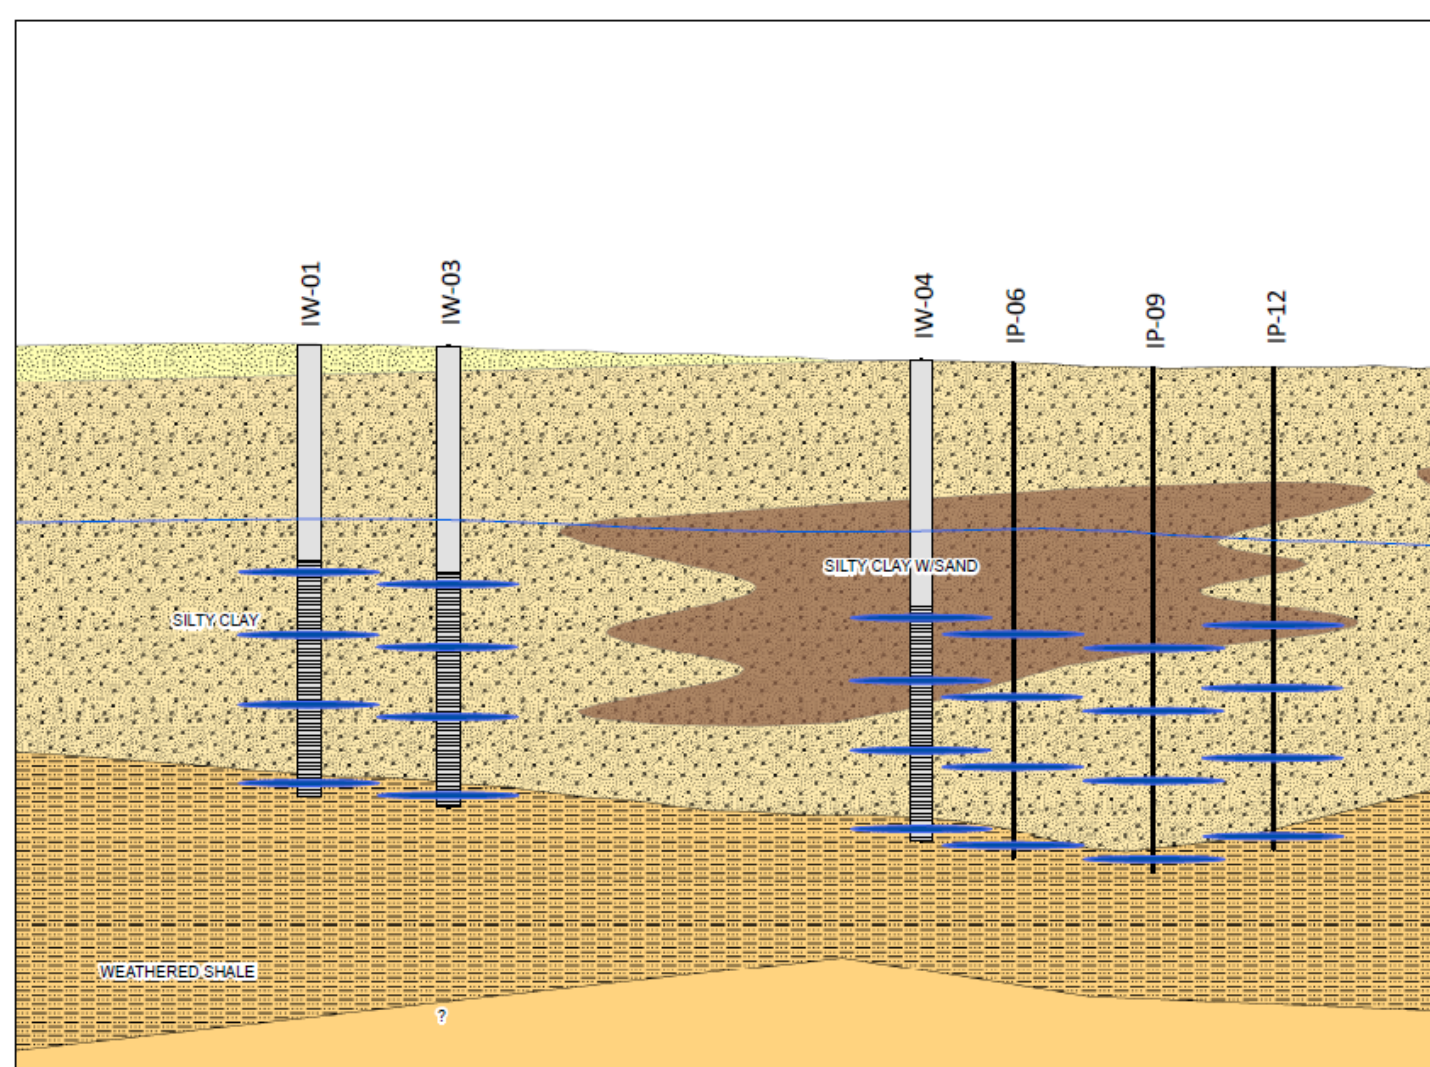 IW-01
IW-03
IW-04
IP-06
IP-09
IP-12
SILTY CLAY W/SAND
SILTY CLAY
WEATHERED SHALE
?